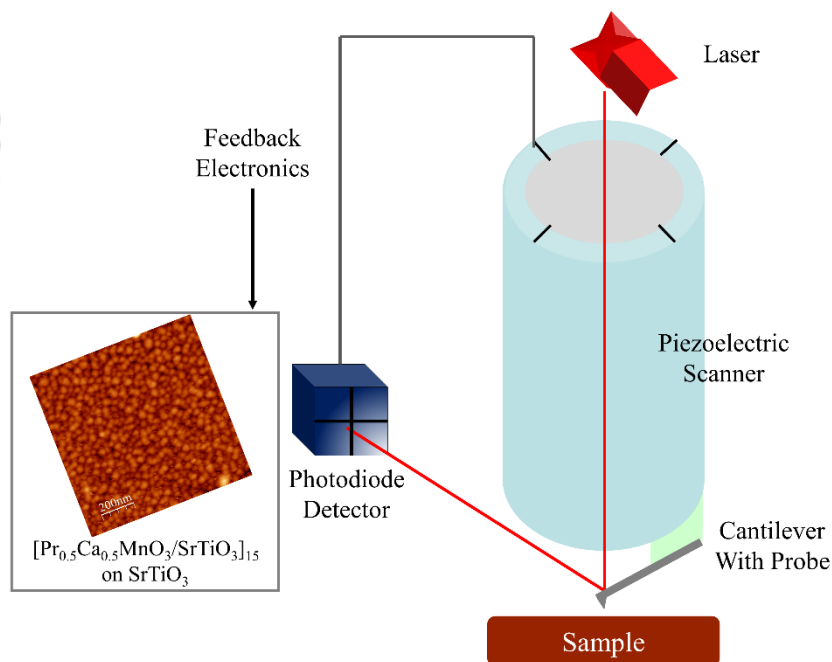 Laser
Feedback
Electronics
Piezoelectric
Scanner
Photodiode
Detector
200nm
[Pr₀.₅Ca₀.₅MnO₃/SrTiO₃]₁₅
on SrTiO₃
Cantilever
With Probe
Sample